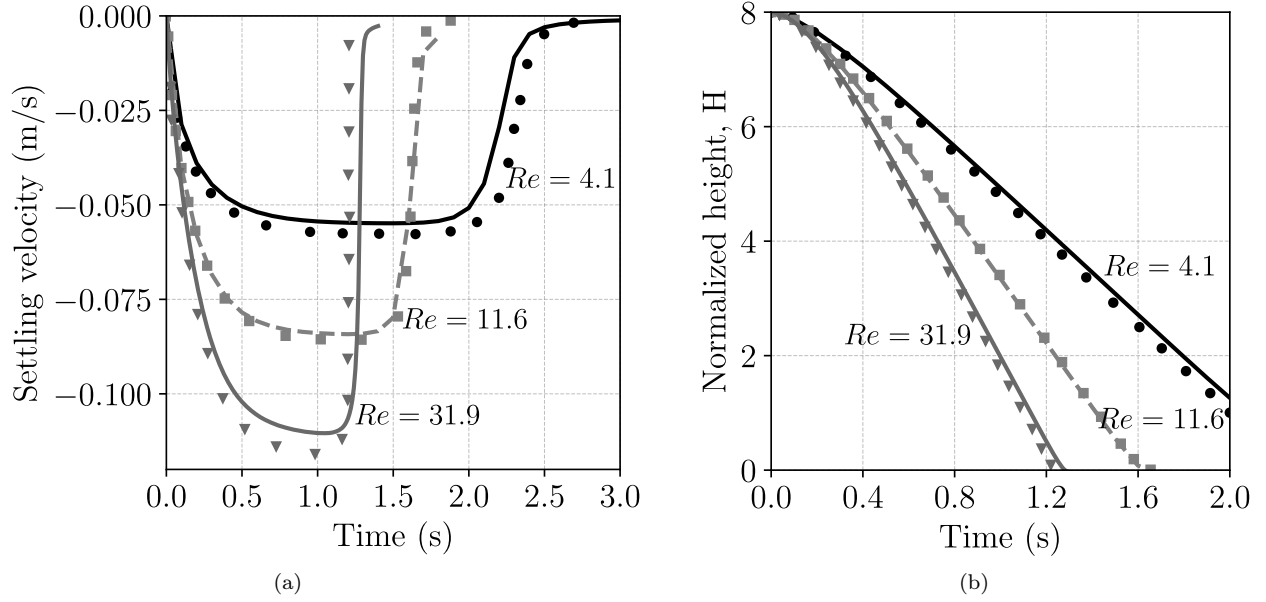 0.000
−0.025
−0.050
−0.075
−0.100
Settling velocity (m/s)
Re = 4.1
Re = 11.6
Re = 31.9
0.0 0.5 1.0 1.5 2.0 2.5 3.0
Time (s)
(a)
8
6
4
2
0
Normalized height, H
Re = 4.1
Re = 31.9
Re = 11.6
0.0 0.4 0.8 1.2 1.6 2.0
Time (s)
(b)